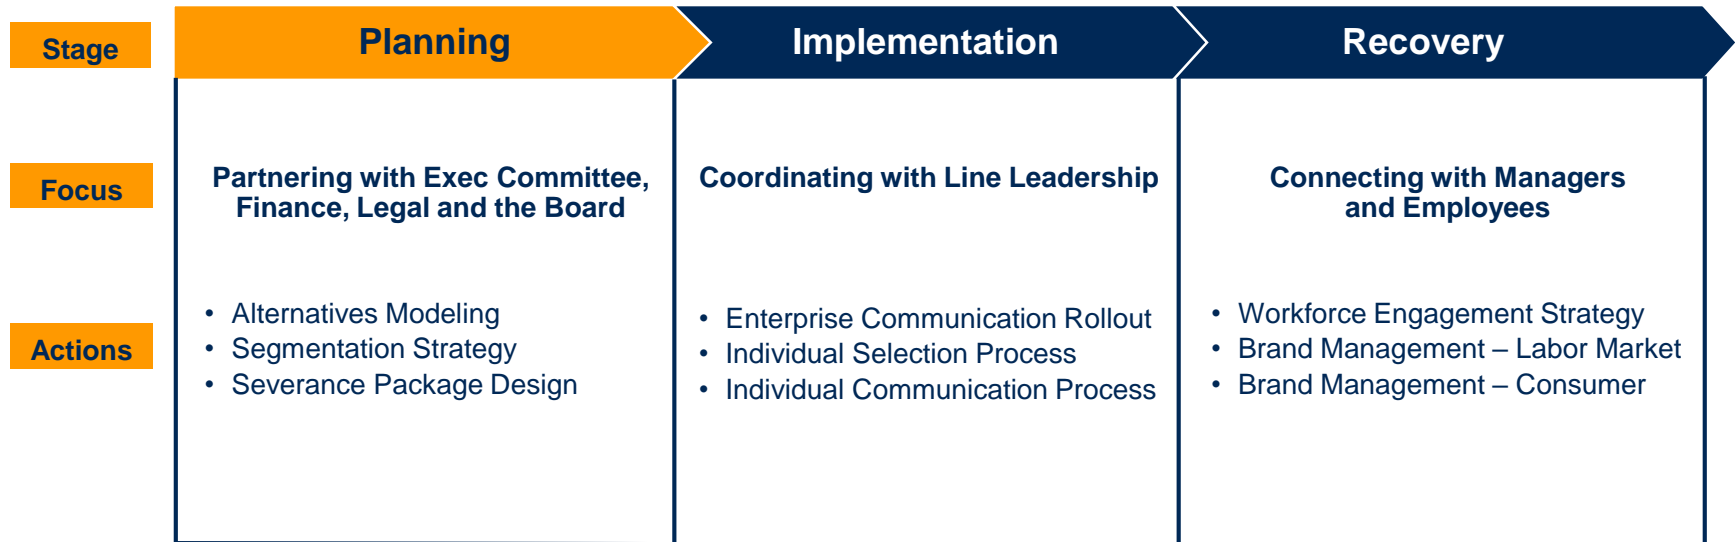 Stage
Planning
Implementation
Recovery
Focus
Partnering with Exec Committee,
Finance, Legal and the Board
Coordinating with Line Leadership
Connecting with Managers
and Employees
Actions
• Alternatives Modeling
• Segmentation Strategy
• Severance Package Design
• Enterprise Communication Rollout
• Individual Selection Process
• Individual Communication Process
• Workforce Engagement Strategy
• Brand Management – Labor Market
• Brand Management – Consumer